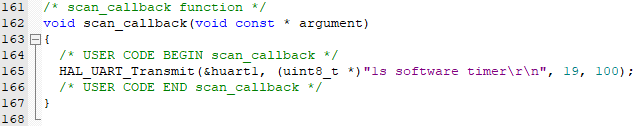 161 /* scan_callback function */
162 void scan_callback(void const * argument)
163 {
164 /* USER CODE BEGIN scan_callback */
165 HAL_UART_Transmit(&huart1, (uint8_t *)"1s software timer\r\n", 19, 100);
166 /* USER CODE END scan_callback */
167 }
168